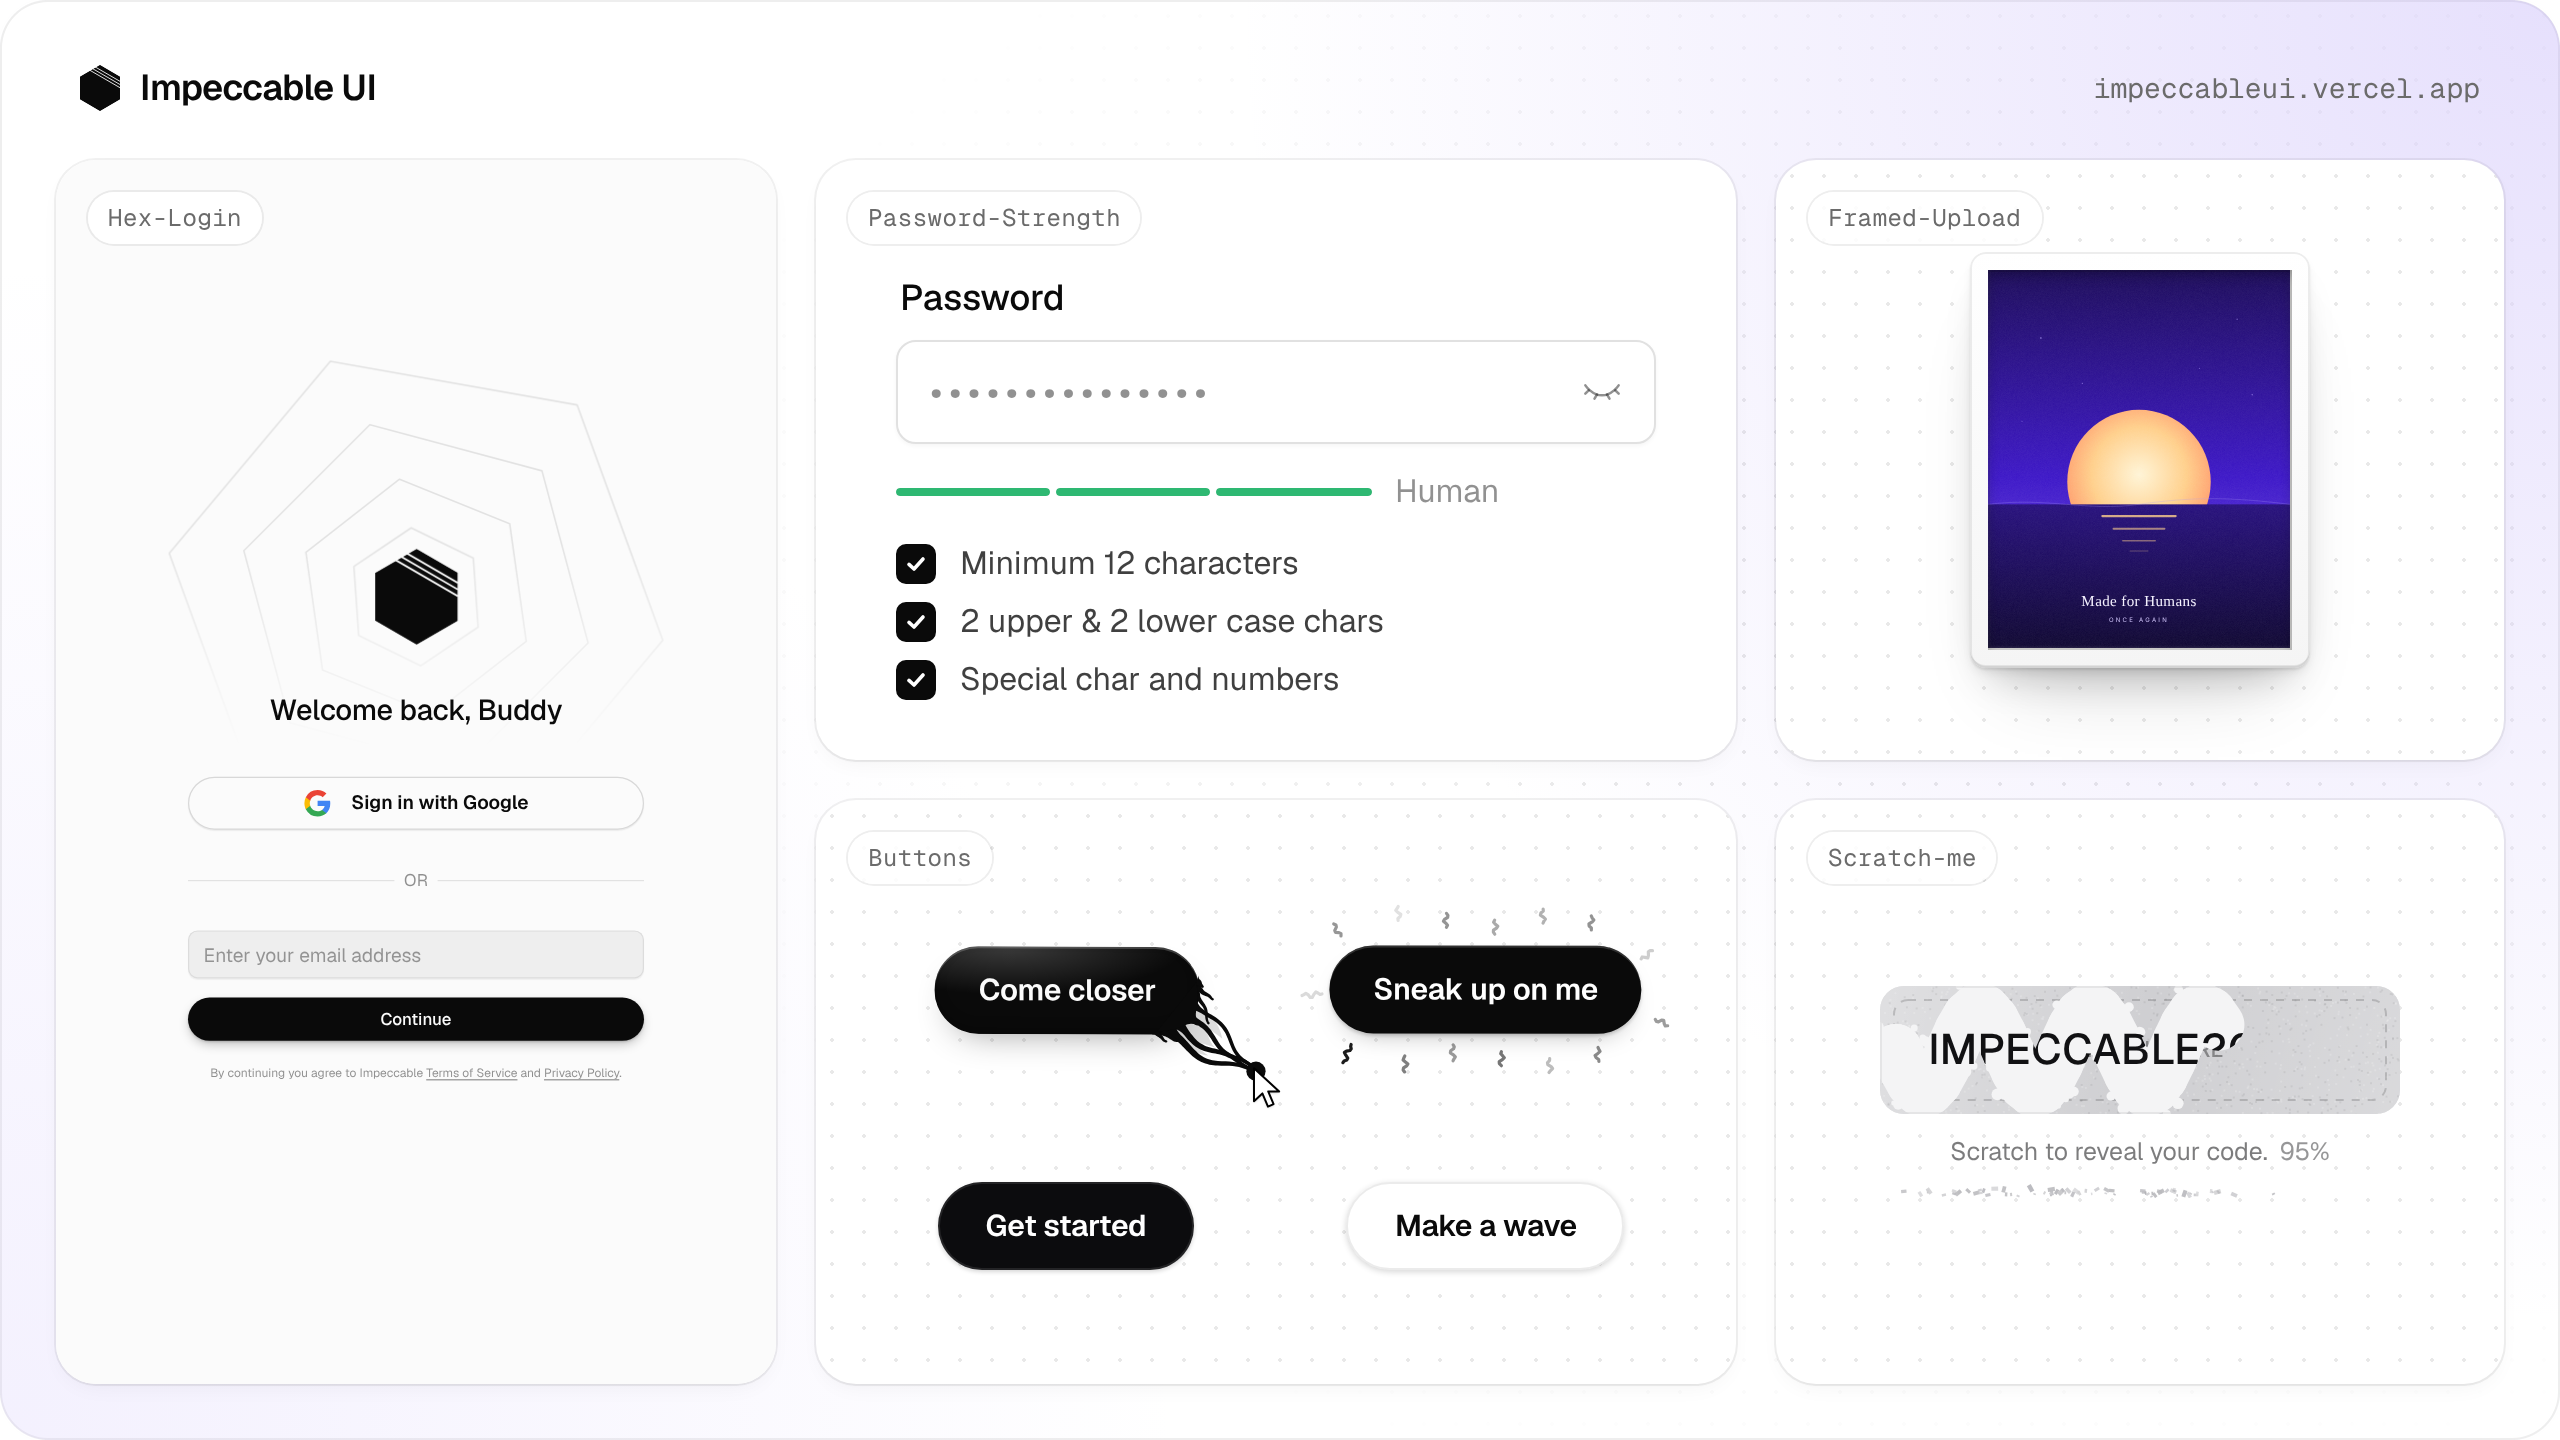 Impeccable UI
impeccableui.vercel.app
Hex-Login
Welcome back, Buddy
Sign in with Google
OR
Enter your email address
Continue
By continuing you agree to Impeccable Terms of Service and Privacy Policy.
Password-Strength
Password
Human
Minimum 12 characters
2 upper & 2 lower case chars
Special char and numbers
Framed-Upload
Made for Humans
ONCE AGAIN
Buttons
Come closer
Sneak up on me
Get started
Make a wave
Scratch-me
IMPECCABLE
Scratch to reveal your code. 95%